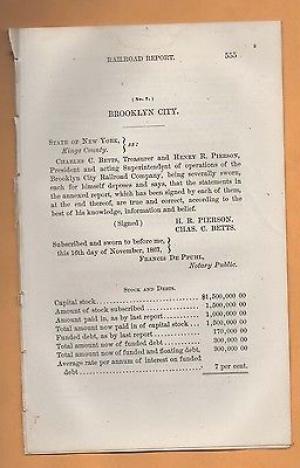 RAILROAD REPORT. 555
(No. 7.)
BROOKLYN CITY.
STATE OF NEW YORK, } ss:
Kings County.
CHARLES C. BETTS, Treasurer and HENRY R. PIERSON,
President and acting Superintendent of operations of the
Brooklyn City Railroad Company, being severally sworn,
each for himself deposes and says, that the statements in
the annexed report, which has been signed by each of them,
at the end thereof, are true and correct, according to the
best of his knowledge, information and belief.
(Signed) H. R. PIERSON,
CHAS. C. BETTS.
Subscribed and sworn to before me, }
this 16th day of November, 1867,
FRANCIS DE
Notary Public.
STOCK AND DEBTS.
Capital stock $1,500,000 00
Amount of stock subscribed 1,500,000 00
Amount paid in, as by last report 1,000,000 00
Total amount now paid in of capital stock 1,500,000 00
Funded debt, as by last report 170,000 00
Total amount now of funded debt 300,000 00
Total amount now of funded and floating debt, 300,000 00
Average rate per annum of interest on funded
debt 7 per cent.